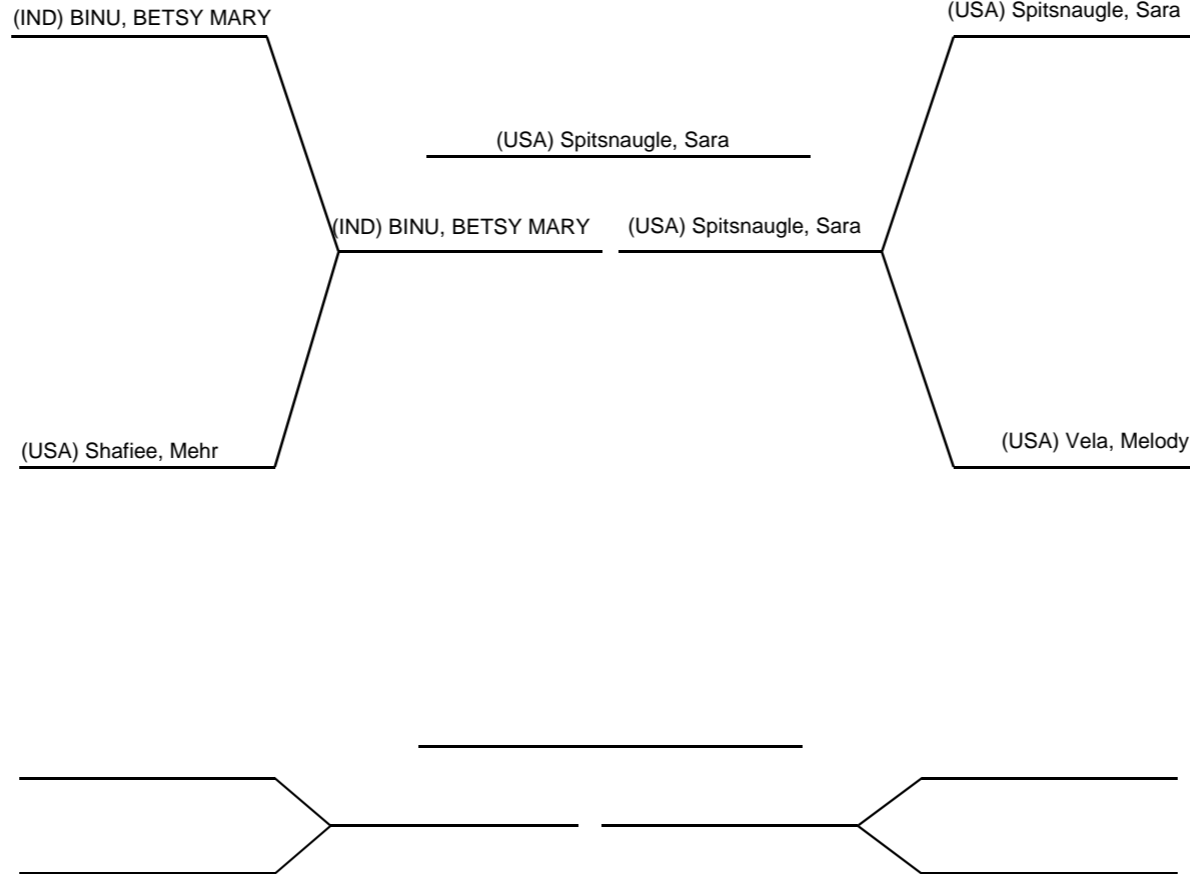 (IND) BINU, BETSY MARY
(USA) Spitsnaugle, Sara
(USA) Spitsnaugle, Sara
(IND) BINU, BETSY MARY
(USA) Spitsnaugle, Sara
(USA) Shafiee, Mehr
(USA) Vela, Melody